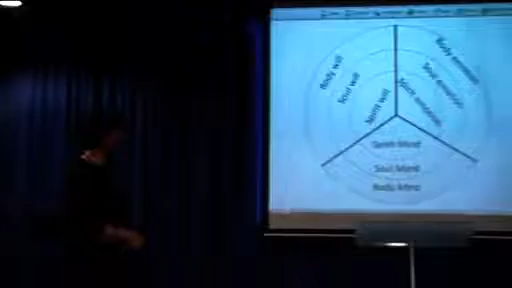 Body will
Soul will
Spirit will
Body emotion
Soul emotion
Spirit emotion
Spirit Mind
Soul Mind
Body Mind